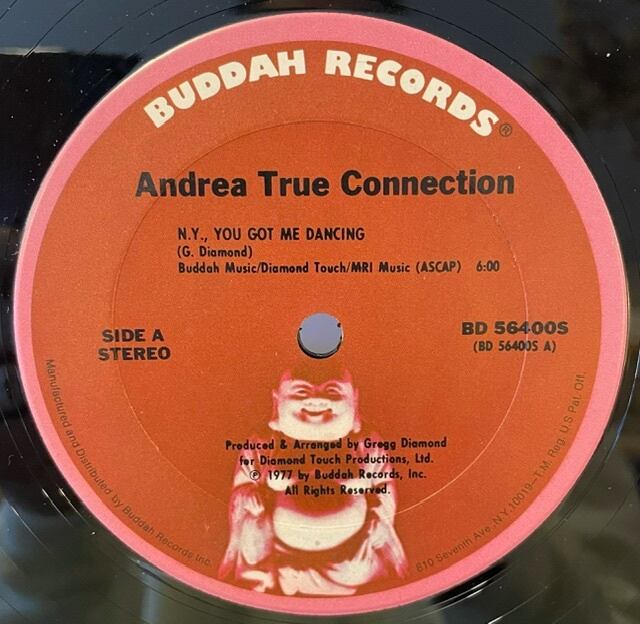 BUDDAH RECORDS®
Andrea True Connection
N.Y., YOU GOT ME DANCING
(G. Diamond)
Buddah Music/Diamond Touch/MRI Music (ASCAP) 6:00
SIDE A
STEREO
BD 56400S
(BD 56400S A)
Produced & Arranged by Gregg Diamond
for Diamond Touch Productions, Ltd.
℗ 1977 by Buddah Records, Inc.
All Rights Reserved.
Manufactured and Distributed by Buddah Records Inc.
810 Seventh Ave., N.Y. 10019—T.M. Reg. U S Pat. Off.